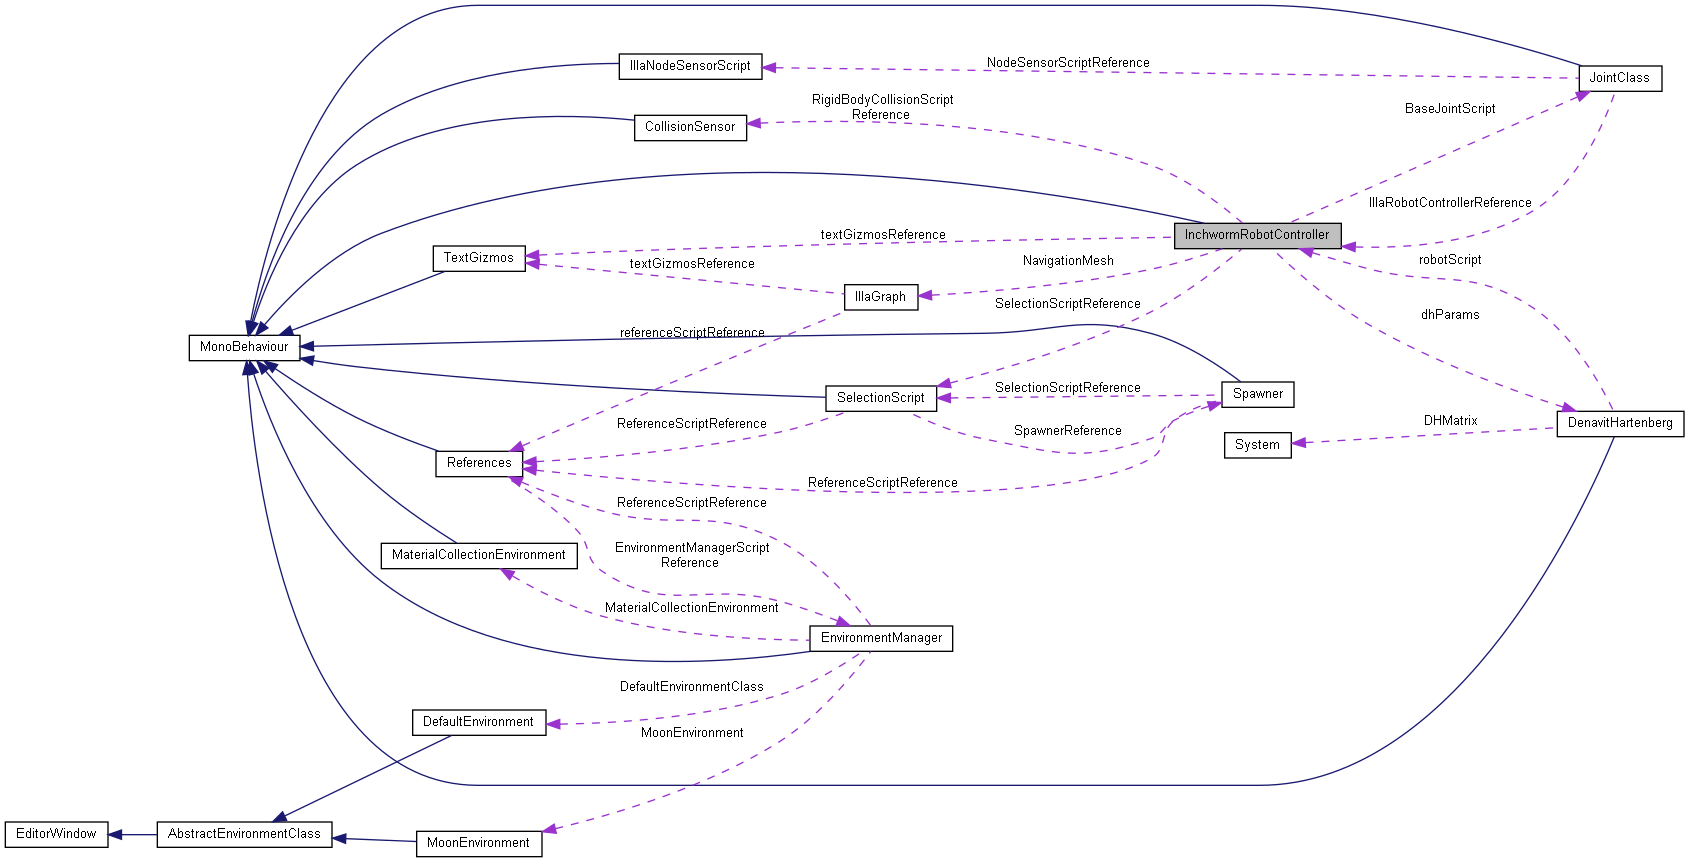 NodeSensorScriptReference
IllaNodeSensorScript
JointClass
RigidBodyCollisionScript
Reference
BaseJointScript
CollisionSensor
IllaRobotControllerReference
textGizmosReference
InchwormRobotController
TextGizmos
textGizmosReference
NavigationMesh
robotScript
IllaGraph
SelectionScriptReference
dhParams
referenceScriptReference
MonoBehaviour
SelectionScriptReference
SelectionScript
Spawner
ReferenceScriptReference
SpawnerReference
DHMatrix
DenavitHartenberg
System
References
ReferenceScriptReference
ReferenceScriptReference
EnvironmentManagerScript
Reference
MaterialCollectionEnvironment
MaterialCollectionEnvironment
EnvironmentManager
DefaultEnvironmentClass
DefaultEnvironment
MoonEnvironment
EditorWindow
AbstractEnvironmentClass
MoonEnvironment